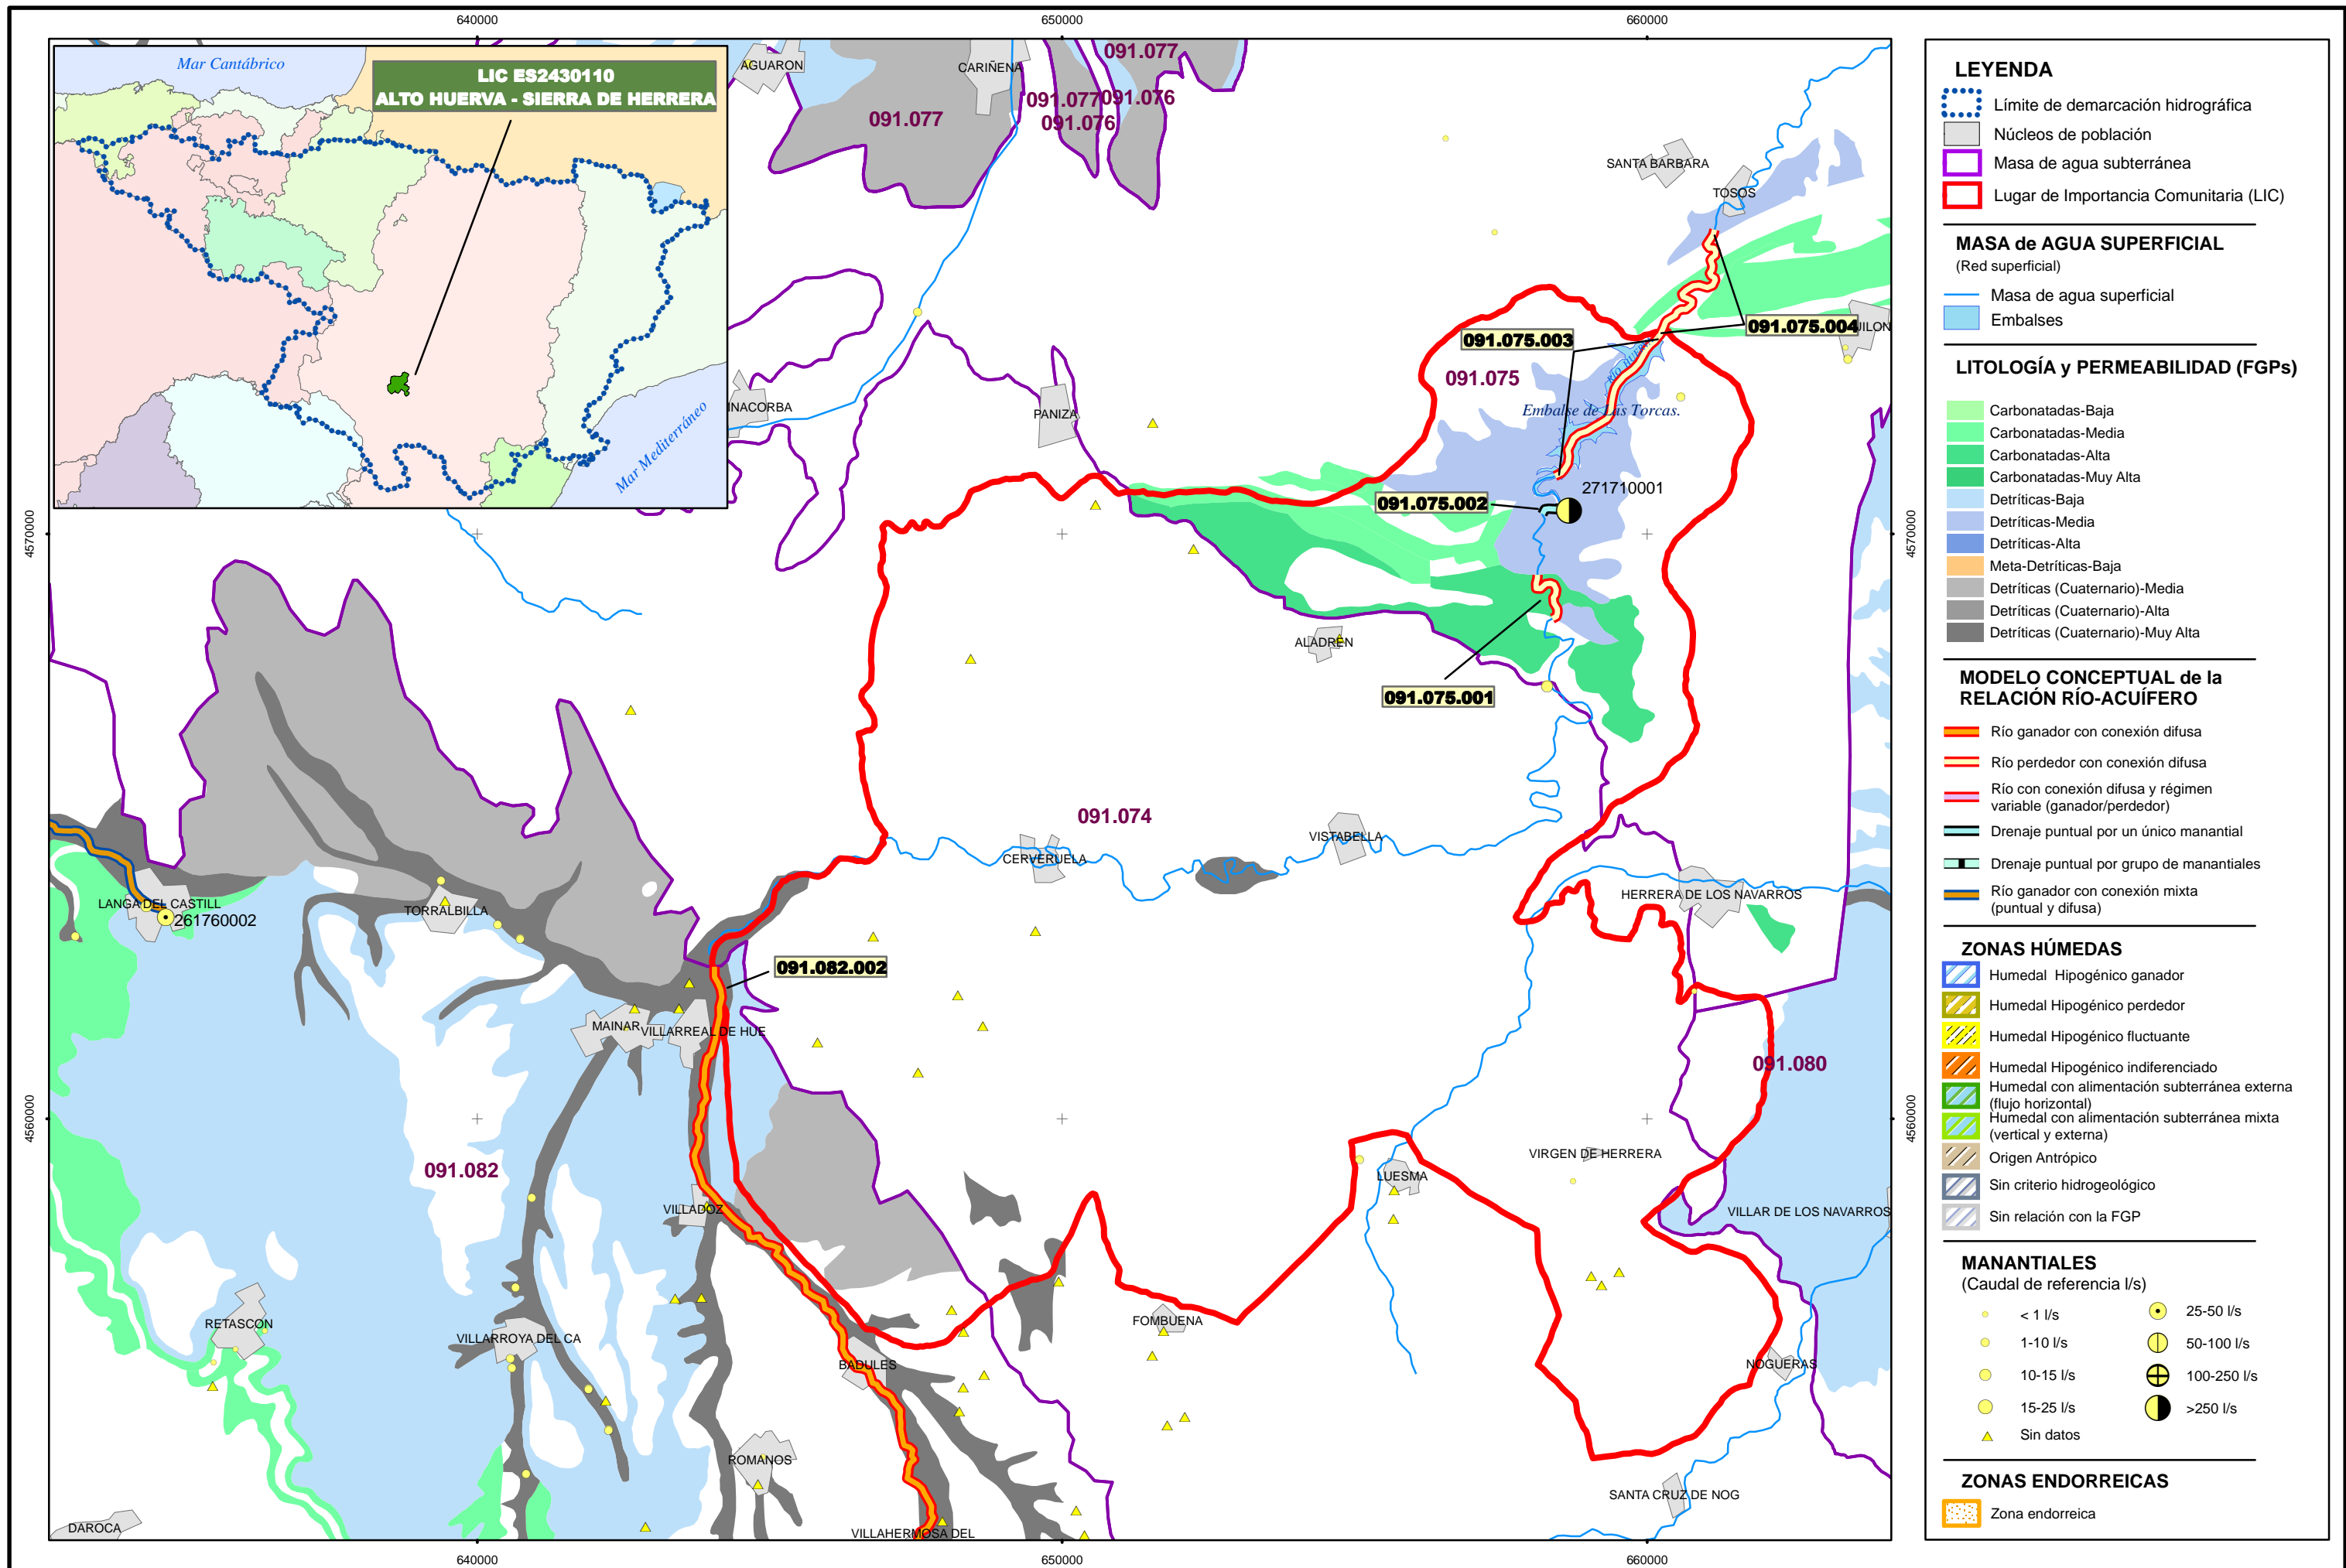 640000
650000
660000
Mar Cantábrico
LIC ES2430110
ALTO HUERVA - SIERRA DE HERRERA
Mar Mediterráneo
AGUARON
CARIÑENA
091.077
091.077
091.077
091.076
091.076
SANTA BARBARA
TOSOS
091.075.004
091.075.003
091.075
Embalse de Las Torcas.
INACORBA
PANIZA
271710001
091.075.002
4570000
4570000
ALADRÉN
091.075.001
091.074
VISTABELLA
CERVERUELA
HERRERA DE LOS NAVARROS
LANGA DEL CASTILL
261760002
TORRALBILLA
091.082.002
MAINAR
VILLARREAL DE HUE
091.080
4560000
4560000
091.082
VIRGEN DE HERRERA
LUESMA
VILLADOZ
VILLAR DE LOS NAVARROS
RETASCON
VILLARROYA DEL CA
FOMBUENA
BADULES
NOGUERAS
ROMANOS
SANTA CRUZ DE NOG
DAROCA
VILLAHERMOSA DEL
640000
650000
660000
LEYENDA
Límite de demarcación hidrográfica
Núcleos de población
Masa de agua subterránea
Lugar de Importancia Comunitaria (LIC)
MASA de AGUA SUPERFICIAL
(Red superficial)
Masa de agua superficial
Embalses
LITOLOGÍA y PERMEABILIDAD (FGPs)
Carbonatadas-Baja
Carbonatadas-Media
Carbonatadas-Alta
Carbonatadas-Muy Alta
Detríticas-Baja
Detríticas-Media
Detríticas-Alta
Meta-Detríticas-Baja
Detríticas (Cuaternario)-Media
Detríticas (Cuaternario)-Alta
Detríticas (Cuaternario)-Muy Alta
MODELO CONCEPTUAL de la
RELACIÓN RÍO-ACUÍFERO
Río ganador con conexión difusa
Río perdedor con conexión difusa
Río con conexión difusa y régimen
variable (ganador/perdedor)
Drenaje puntual por un único manantial
Drenaje puntual por grupo de manantiales
Río ganador con conexión mixta
(puntual y difusa)
ZONAS HÚMEDAS
Humedal Hipogénico ganador
Humedal Hipogénico perdedor
Humedal Hipogénico fluctuante
Humedal Hipogénico indiferenciado
Humedal con alimentación subterránea externa
(flujo horizontal)
Humedal con alimentación subterránea mixta
(vertical y externa)
Origen Antrópico
Sin criterio hidrogeológico
Sin relación con la FGP
MANANTIALES
(Caudal de referencia l/s)
< 1 l/s
1-10 l/s
10-15 l/s
15-25 l/s
Sin datos
25-50 l/s
50-100 l/s
100-250 l/s
>250 l/s
ZONAS ENDORREICAS
Zona endorreica